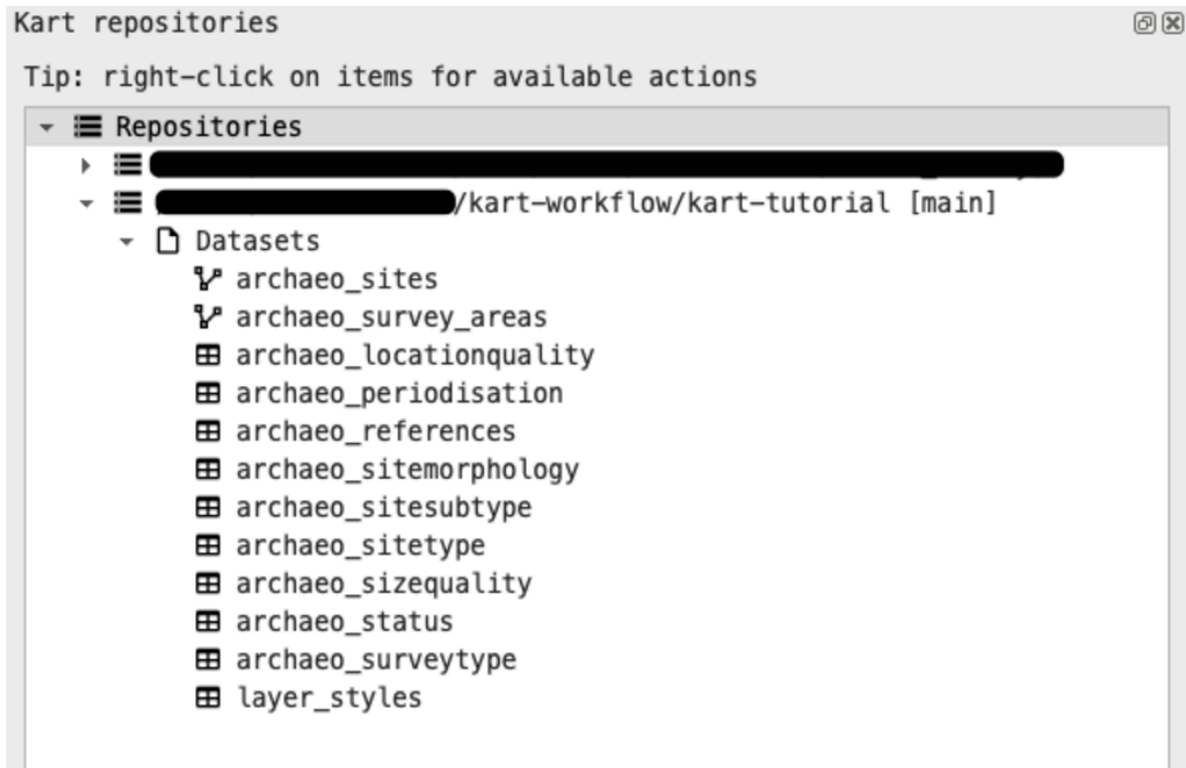 Kart repositories
Tip: right-click on items for available actions
Repositories
/kart-workflow/kart-tutorial [main]
Datasets
archaeo_sites
archaeo_survey_areas
archaeo_locationquality
archaeo_periodisation
archaeo_references
archaeo_sitemorphology
archaeo_sitesubtype
archaeo_sitetype
archaeo_sizequality
archaeo_status
archaeo_surveytype
layer_styles